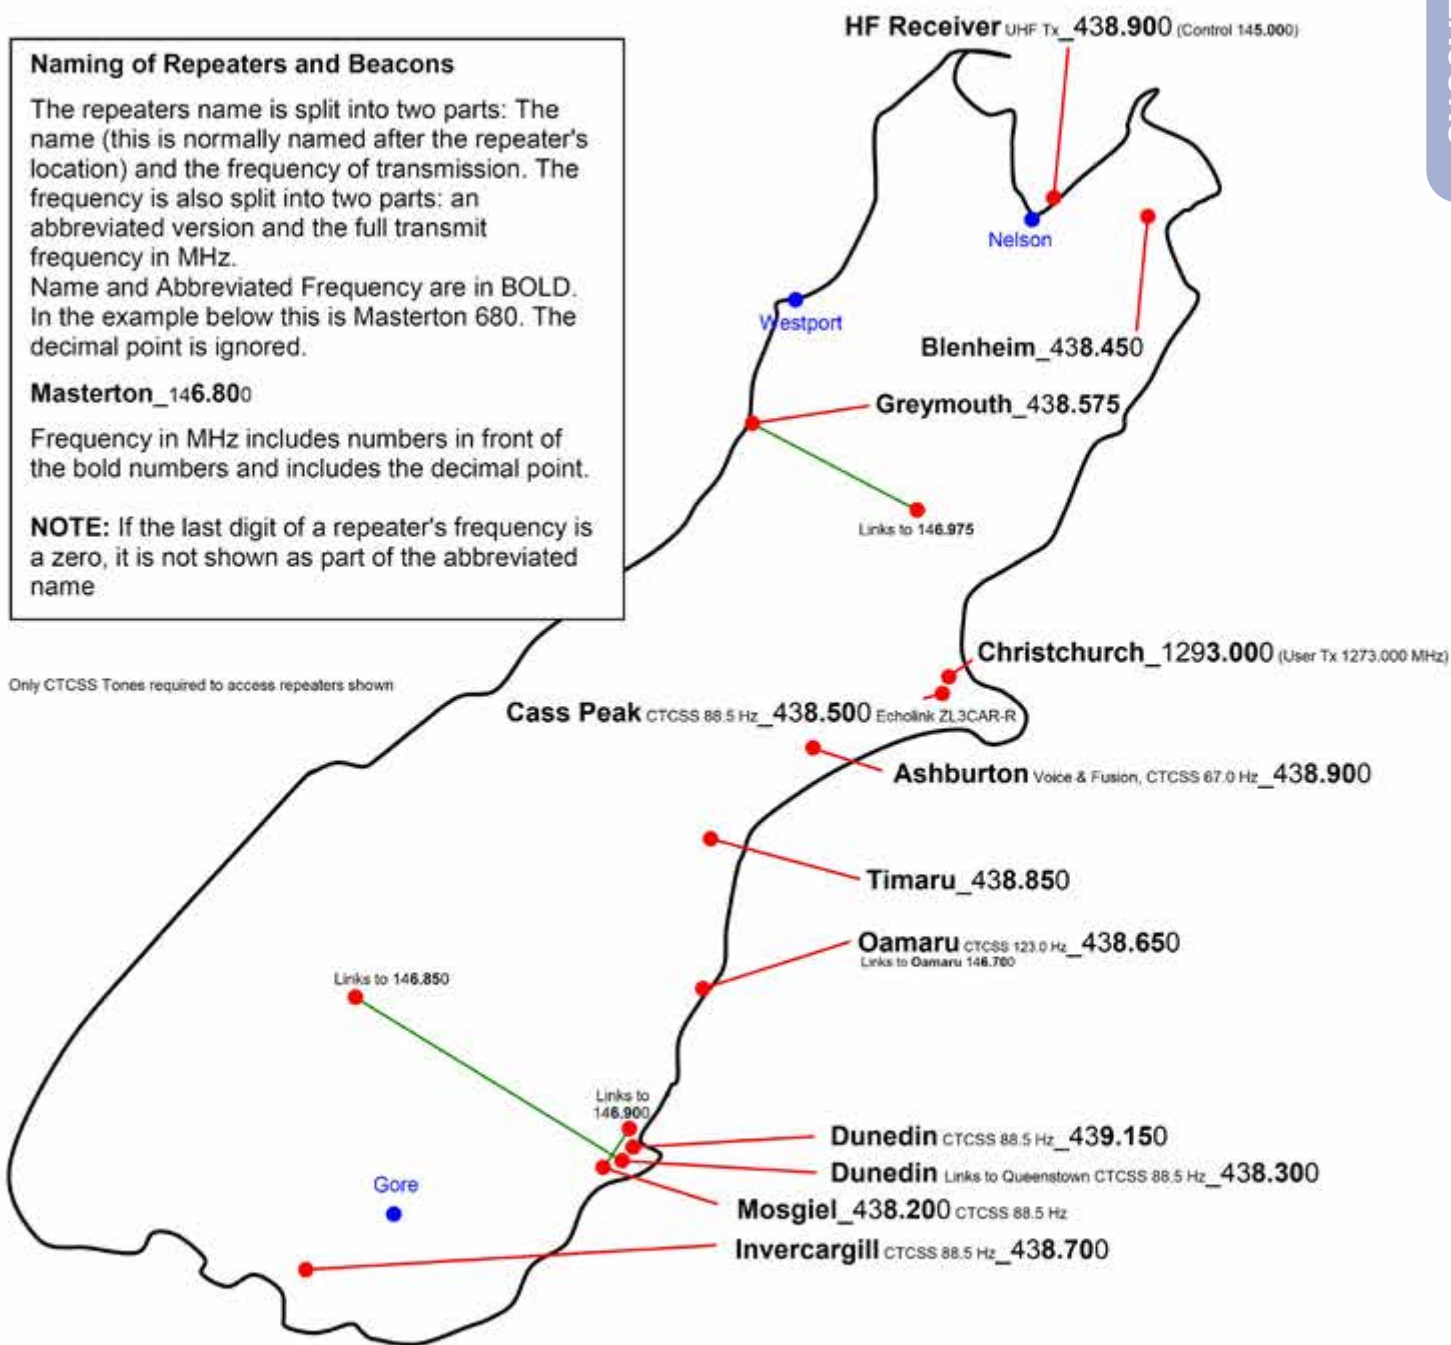 HF Receiver UHF Tx_438.900 (Control 145.000)
Naming of Repeaters and Beacons
The repeaters name is split into two parts: The
name (this is normally named after the repeater's
location) and the frequency of transmission. The
frequency is also split into two parts: an
abbreviated version and the full transmit
frequency in MHz.
Name and Abbreviated Frequency are in BOLD.
In the example below this is Masterton 680. The
decimal point is ignored.
Masterton_146.800
Frequency in MHz includes numbers in front of
the bold numbers and includes the decimal point.
NOTE: If the last digit of a repeater's frequency is
a zero, it is not shown as part of the abbreviated
name
Only CTCSS Tones required to access repeaters shown
Nelson
Westport
Blenheim_438.450
Greymouth_438.575
Links to 146.975
Christchurch_1293.000 (User Tx 1273.000 MHz)
Cass Peak CTCSS 88.5 Hz_438.500 Echolink ZL3CAR-R
Ashburton Voice & Fusion, CTCSS 67.0 Hz_438.900
Timaru_438.850
Oamaru CTCSS 123.0 Hz_438.650
Links to Oamaru 146.700
Links to 146.850
Links to
146.900
Dunedin CTCSS 88.5 Hz_439.150
Dunedin Links to Queenstown CTCSS 88.5 Hz_438.300
Mosgiel_438.200 CTCSS 88.5 Hz
Gore
Invercargill CTCSS 88.5 Hz_438.700